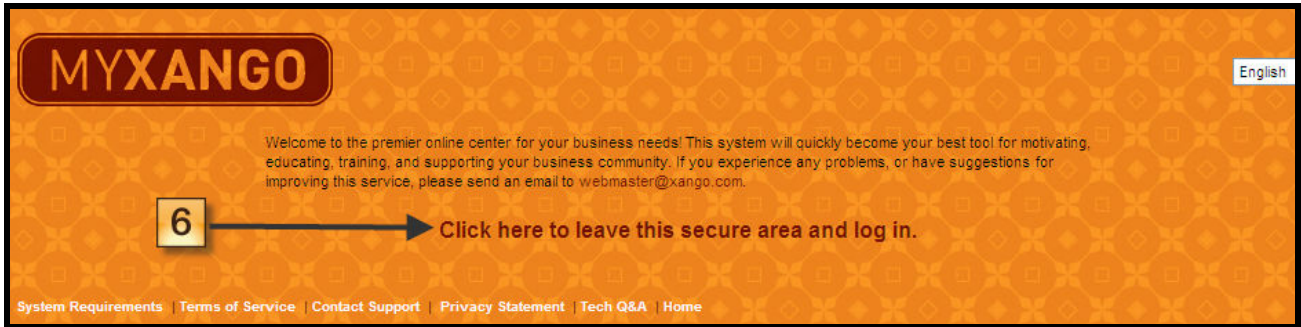 MYXANGO
English
Welcome to the premier online center for your business needs! This system will quickly become your best tool for motivating,
educating, training, and supporting your business community. If you experience any problems, or have suggestions for
improving this service, please send an email to webmaster@xango.com.
6
Click here to leave this secure area and log in.
System Requirements | Terms of Service | Contact Support | Privacy Statement | Tech Q&A | Home